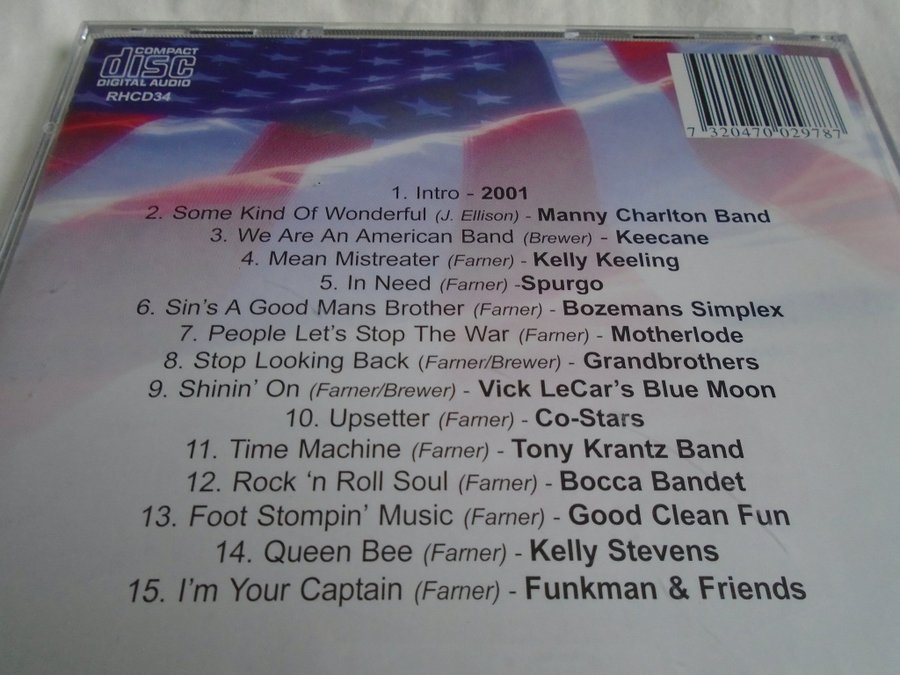 COMPACT
disc
DIGITAL AUDIO
RHCD34
7 320470 029787
1. Intro - 2001
2. Some Kind Of Wonderful (J. Ellison) - Manny Charlton Band
3. We Are An American Band (Brewer) - Keecane
4. Mean Mistreater (Farner) - Kelly Keeling
5. In Need (Farner) -Spurgo
6. Sin's A Good Mans Brother (Farner) - Bozemans Simplex
7. People Let's Stop The War (Farner) - Motherlode
8. Stop Looking Back (Farner/Brewer) - Grandbrothers
9. Shinin' On (Farner/Brewer) - Vick LeCar's Blue Moon
10. Upsetter (Farner) - Co-Stars
11. Time Machine (Farner) - Tony Krantz Band
12. Rock 'n Roll Soul (Farner) - Bocca Bandet
13. Foot Stompin' Music (Farner) - Good Clean Fun
14. Queen Bee (Farner) - Kelly Stevens
15. I'm Your Captain (Farner) - Funkman & Friends